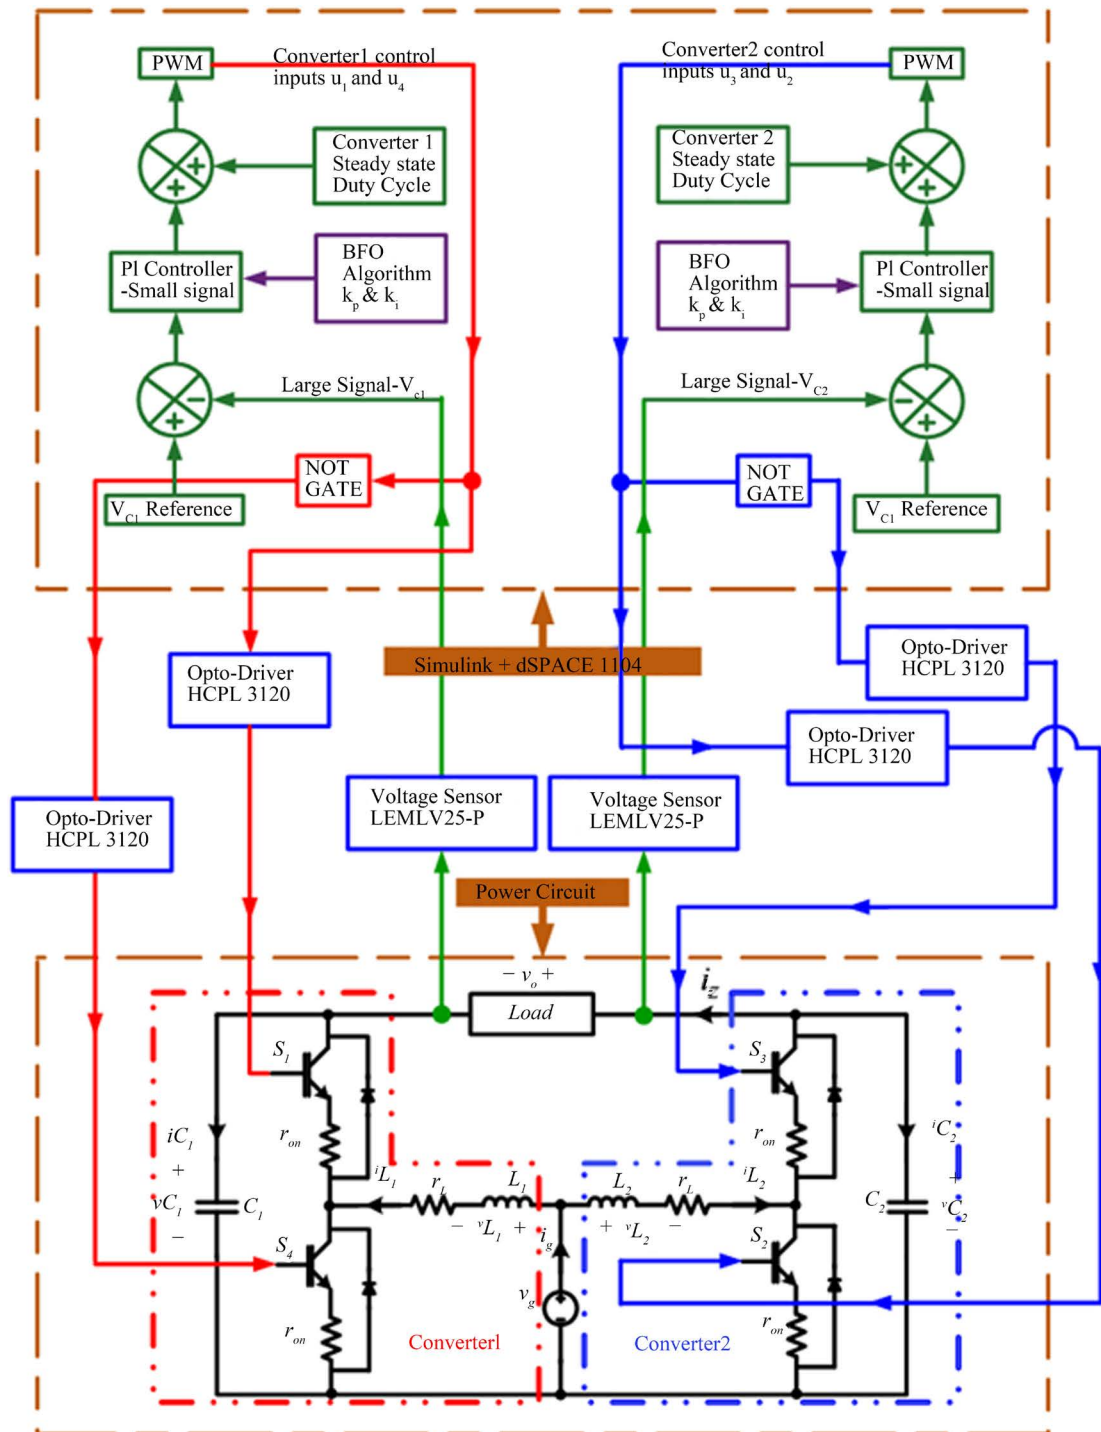 PWM
Converter1 control
inputs u1 and u4
Converter2 control
inputs u3 and u2
PWM
Converter 1
Steady state
Duty Cycle
+
+
Converter 2
Steady state
Duty Cycle
+
+
PI Controller
-Small signal
BFO
Algorithm
kp & ki
BFO
Algorithm
kp & ki
PI Controller
-Small signal
Large Signal-Vc1
Large Signal-VC2
−
+
−
+
NOT
GATE
NOT
GATE
VC1 Reference
VC1 Reference
Opto-Driver
HCPL 3120
Simulink + dSPACE 1104
Opto-Driver
HCPL 3120
Opto-Driver
HCPL 3120
Opto-Driver
HCPL 3120
Voltage Sensor
LEMLV25-P
Voltage Sensor
LEMLV25-P
Power Circuit
− vo +
Load
iz
S1
S3
iC1
+
vC1
−
C1
ron
ron
iC2
+
vC2
−
C2
iL1
rL
L1
L2
rL
iL2
− vL1 +
+ vL2 −
ig
S4
S2
vg
ron
ron
Converter1
Converter2